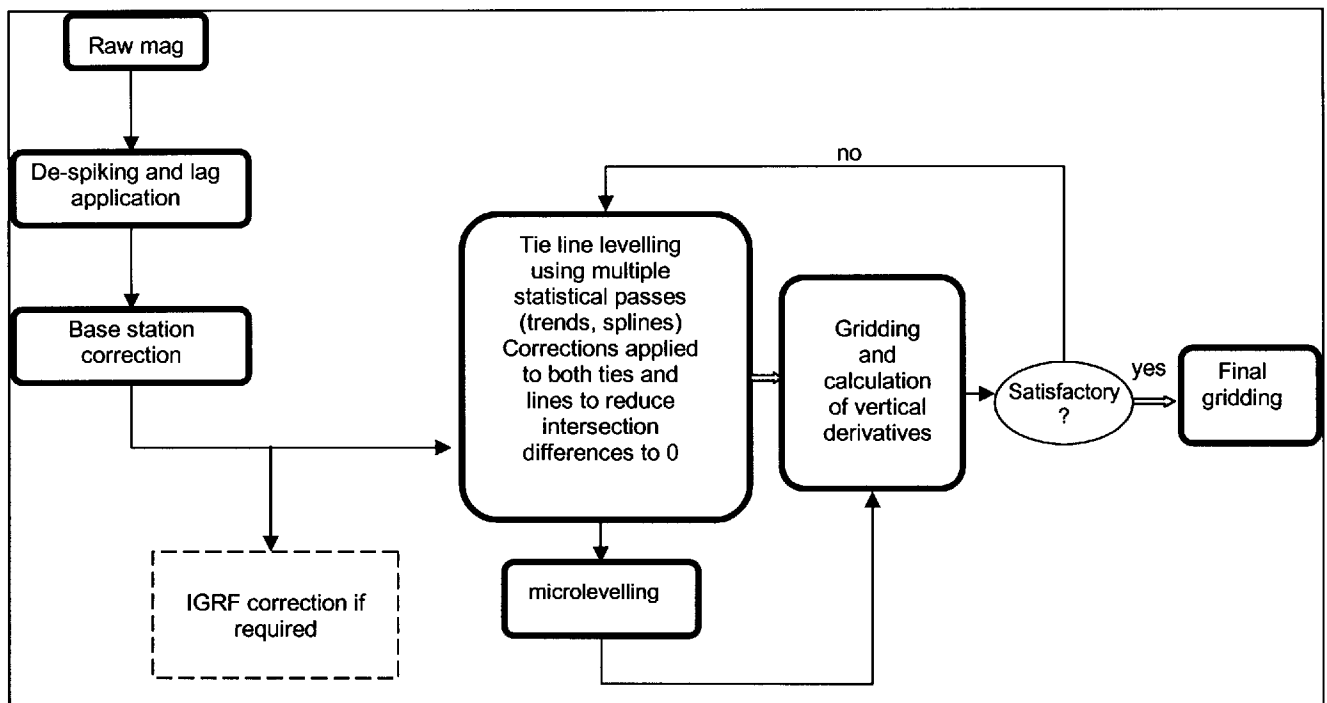 Raw mag
De-spiking and lag
application
Base station
correction
IGRF correction if
required
no
Tie line levelling
using multiple
statistical passes
(trends, splines)
Corrections applied
to both ties and
lines to reduce
intersection
differences to 0
microlevelling
Gridding
and
calculation
of vertical
derivatives
Satisfactory
?
yes
Final
gridding